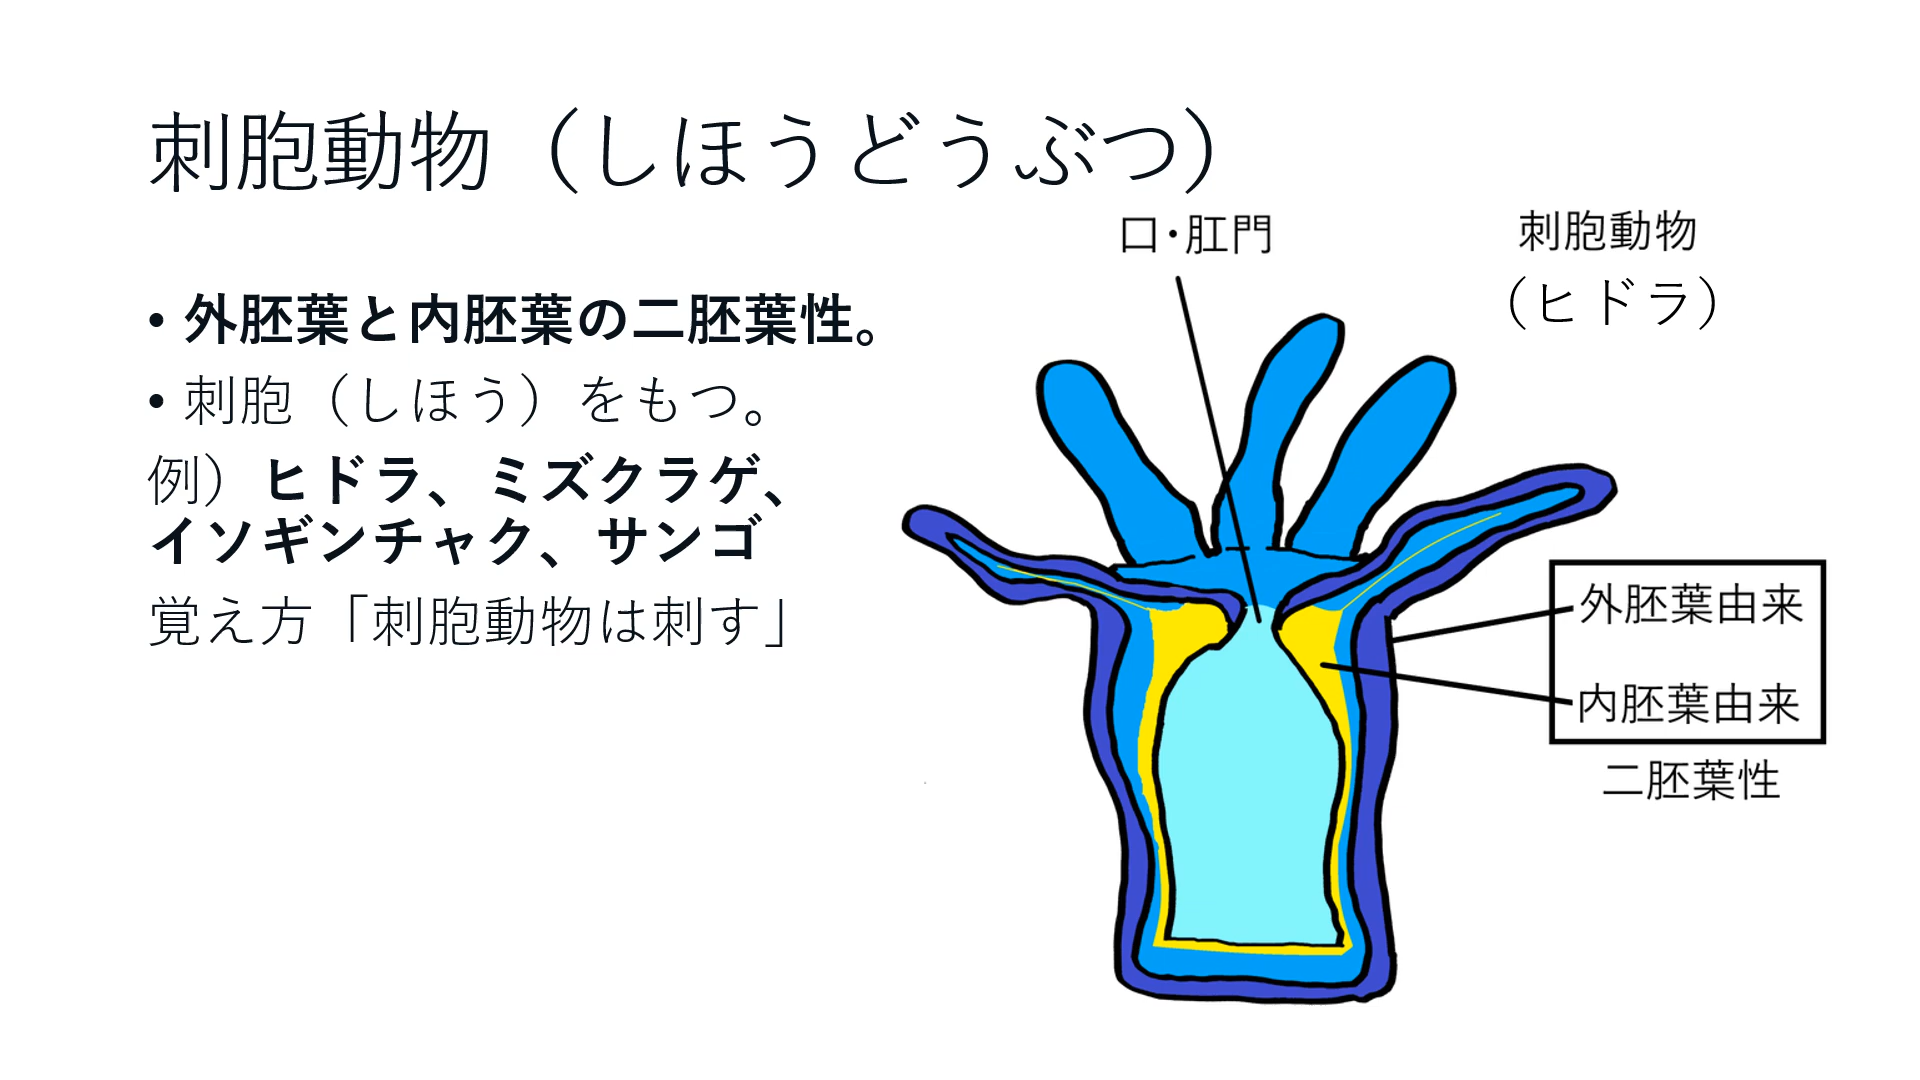 刺胞動物（しほうどうぶつ）
• 外胚葉と内胚葉の二胚葉性。
• 刺胞（しほう）をもつ。
例）ヒドラ、ミズクラゲ、
イソギンチャク、サンゴ
覚え方「刺胞動物は刺す」
口・肛門
刺胞動物
（ヒドラ）
外胚葉由来
内胚葉由来
二胚葉性